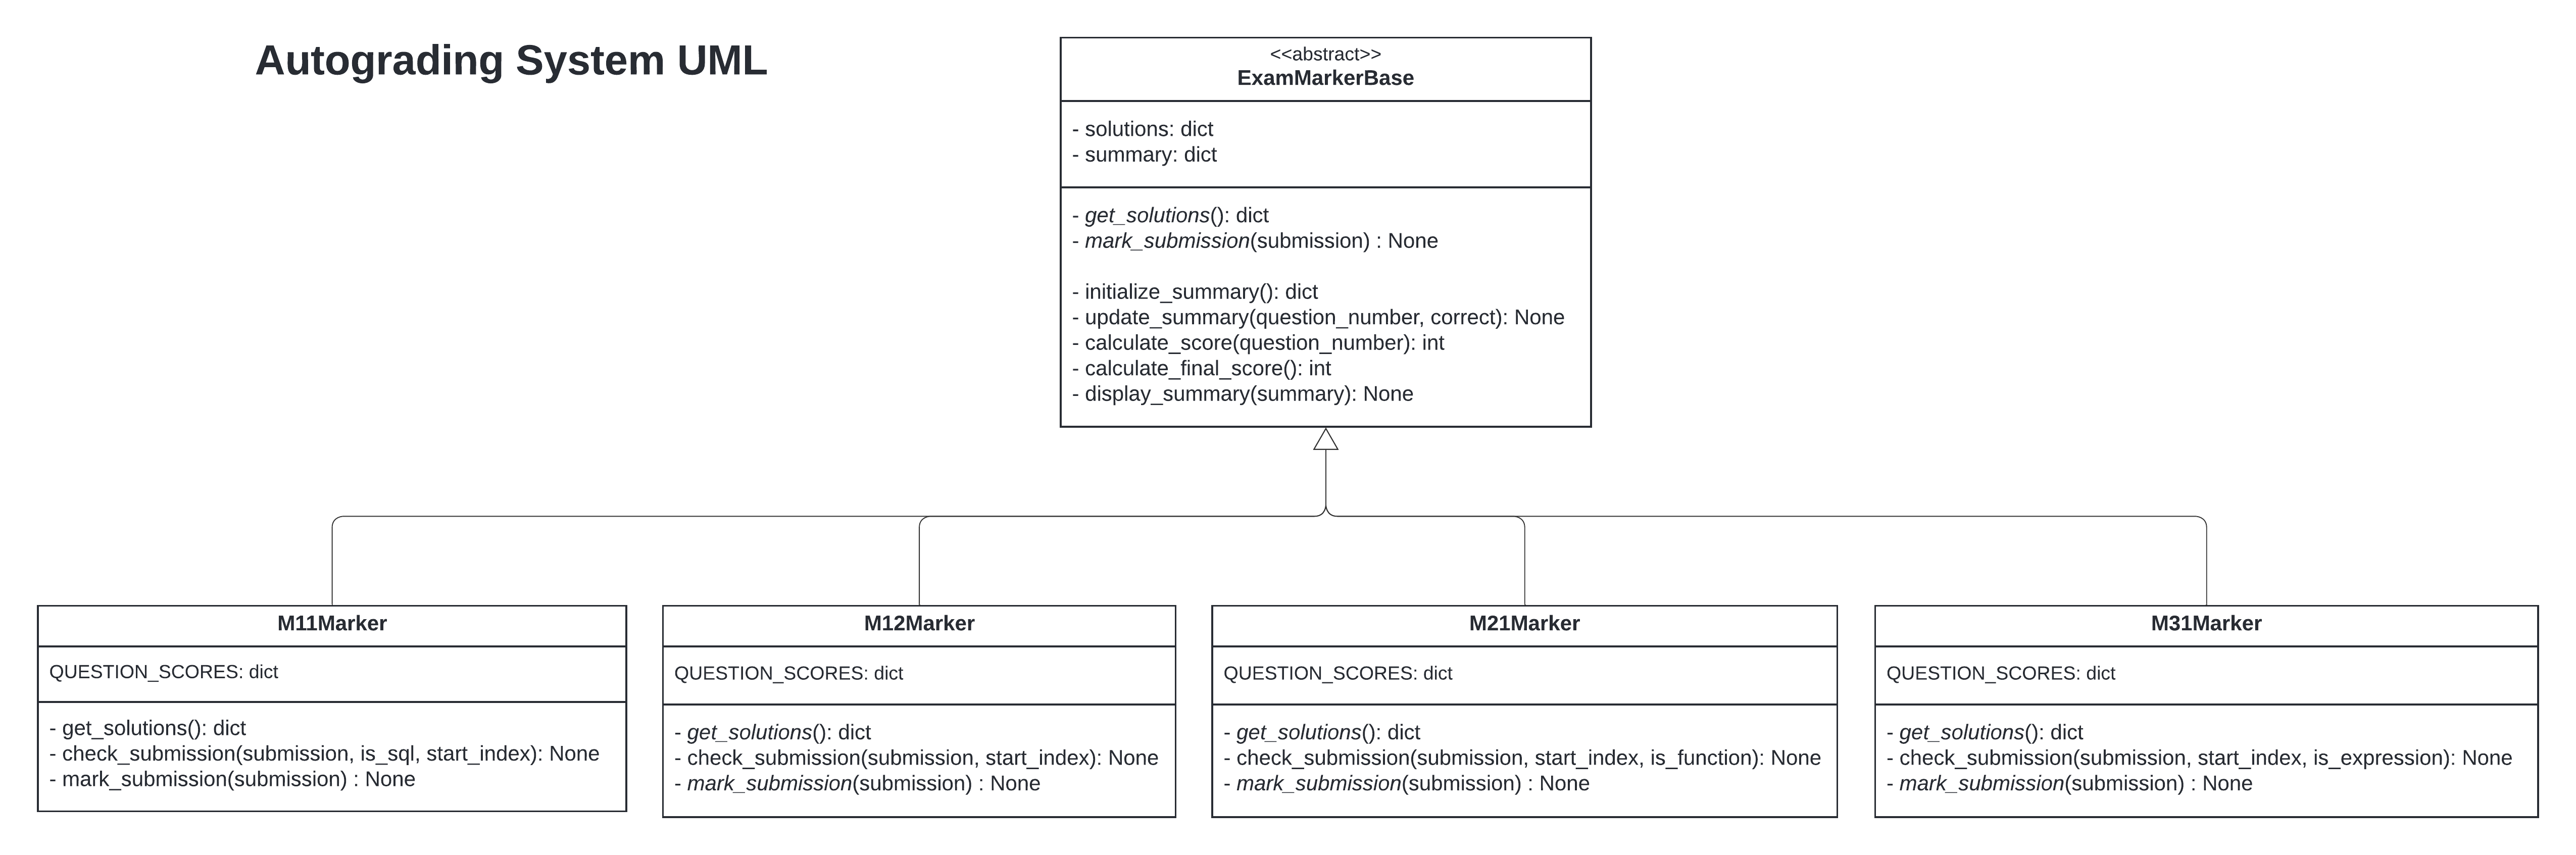 Autograding System UML
<<abstract>>
ExamMarkerBase
- solutions: dict
- summary: dict
- get_solutions(): dict
- mark_submission(submission) : None
- initialize_summary(): dict
- update_summary(question_number, correct): None
- calculate_score(question_number): int
- calculate_final_score(): int
- display_summary(summary): None
M11Marker
QUESTION_SCORES: dict
- get_solutions(): dict
- check_submission(submission, is_sql, start_index): None
- mark_submission(submission) : None
M12Marker
QUESTION_SCORES: dict
- get_solutions(): dict
- check_submission(submission, start_index): None
- mark_submission(submission) : None
M21Marker
QUESTION_SCORES: dict
- get_solutions(): dict
- check_submission(submission, start_index, is_function): None
- mark_submission(submission) : None
M31Marker
QUESTION_SCORES: dict
- get_solutions(): dict
- check_submission(submission, start_index, is_expression): None
- mark_submission(submission) : None